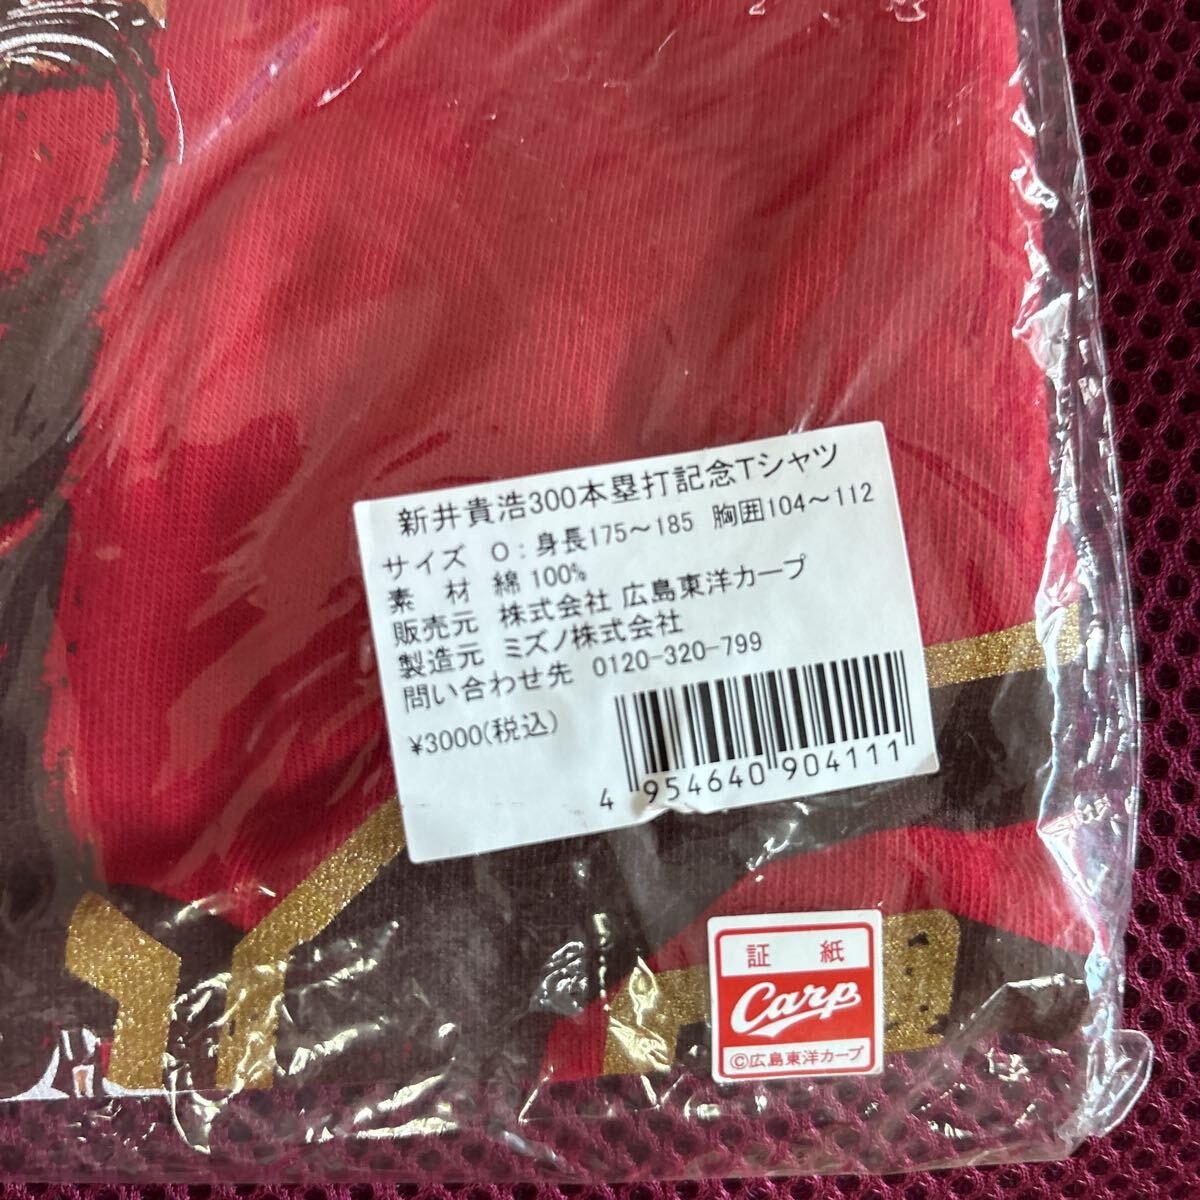 新井貴浩300本塁打記念Tシャツ
サイズ O:身長175～185 胸囲104～112
素 材 綿 100%
販売元 株式会社 広島東洋カープ
製造元 ミズノ株式会社
問い合わせ先 0120-320-799
¥3000(税込)
4 954640 904111
証 紙
Carp
©広島東洋カープ